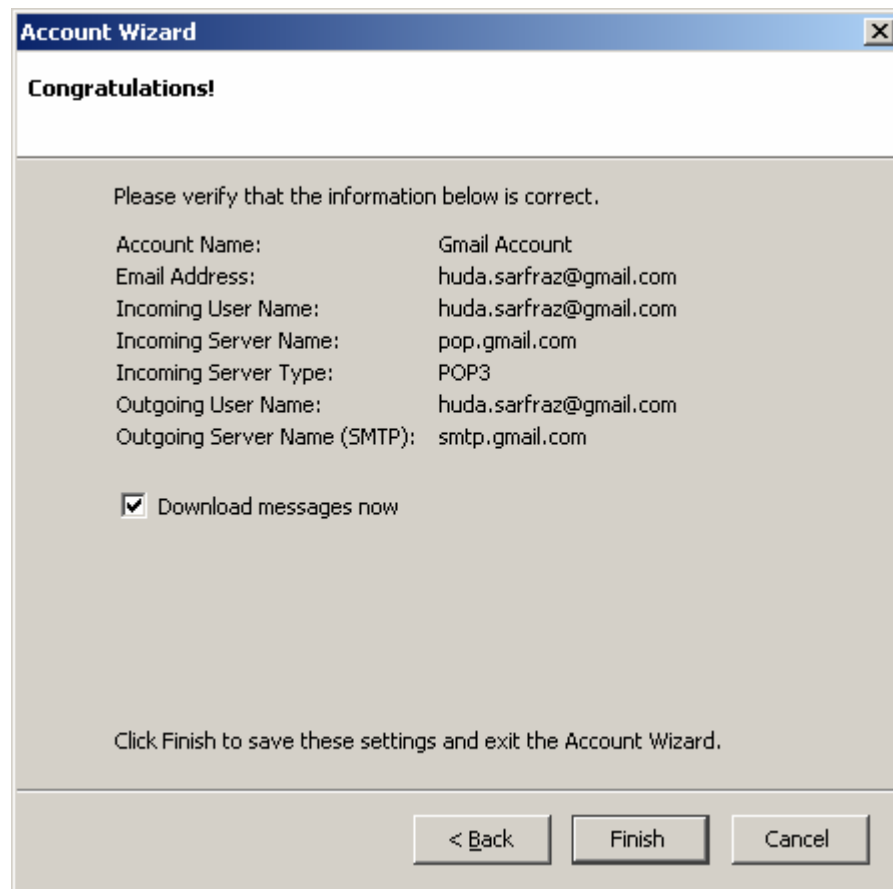 Account Wizard
Congratulations!
Please verify that the information below is correct.
Account Name: Gmail Account
Email Address: huda.sarfraz@gmail.com
Incoming User Name: huda.sarfraz@gmail.com
Incoming Server Name: pop.gmail.com
Incoming Server Type: POP3
Outgoing User Name: huda.sarfraz@gmail.com
Outgoing Server Name (SMTP): smtp.gmail.com
Download messages now
Click Finish to save these settings and exit the Account Wizard.
< Back Finish Cancel